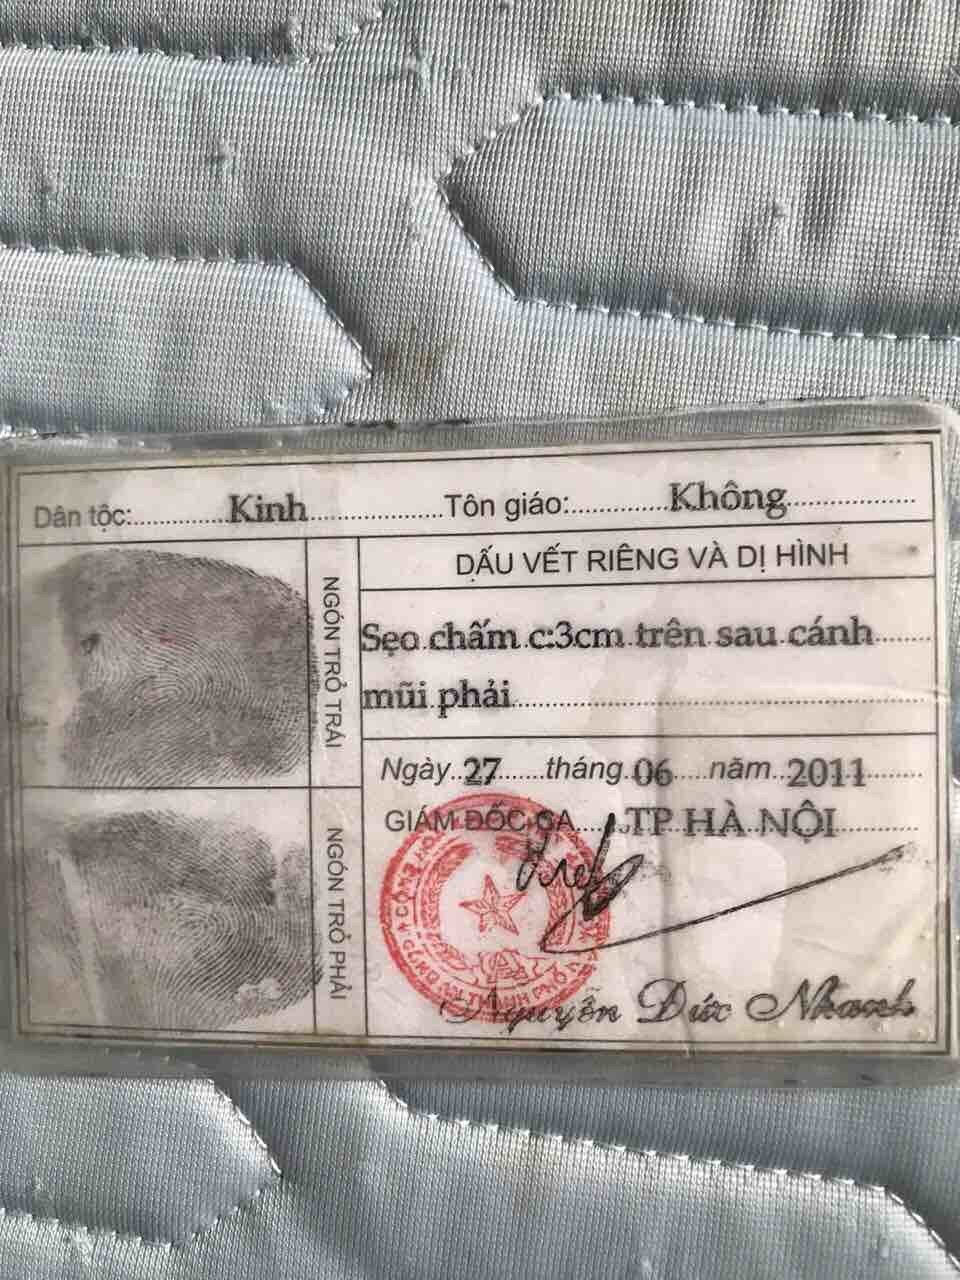 Dân tộc: Kinh Tôn giáo: Không
NGÓN TRỎ TRÁI
DẤU VẾT RIÊNG VÀ DỊ HÌNH
Sẹo chấm c:3cm trên sau cánh
mũi phải
NGÓN TRỎ PHẢI
Ngày 27 tháng 06 năm 2011
GIÁM ĐỐC CA TP HÀ NỘI
Nguyễn Đức Nhanh